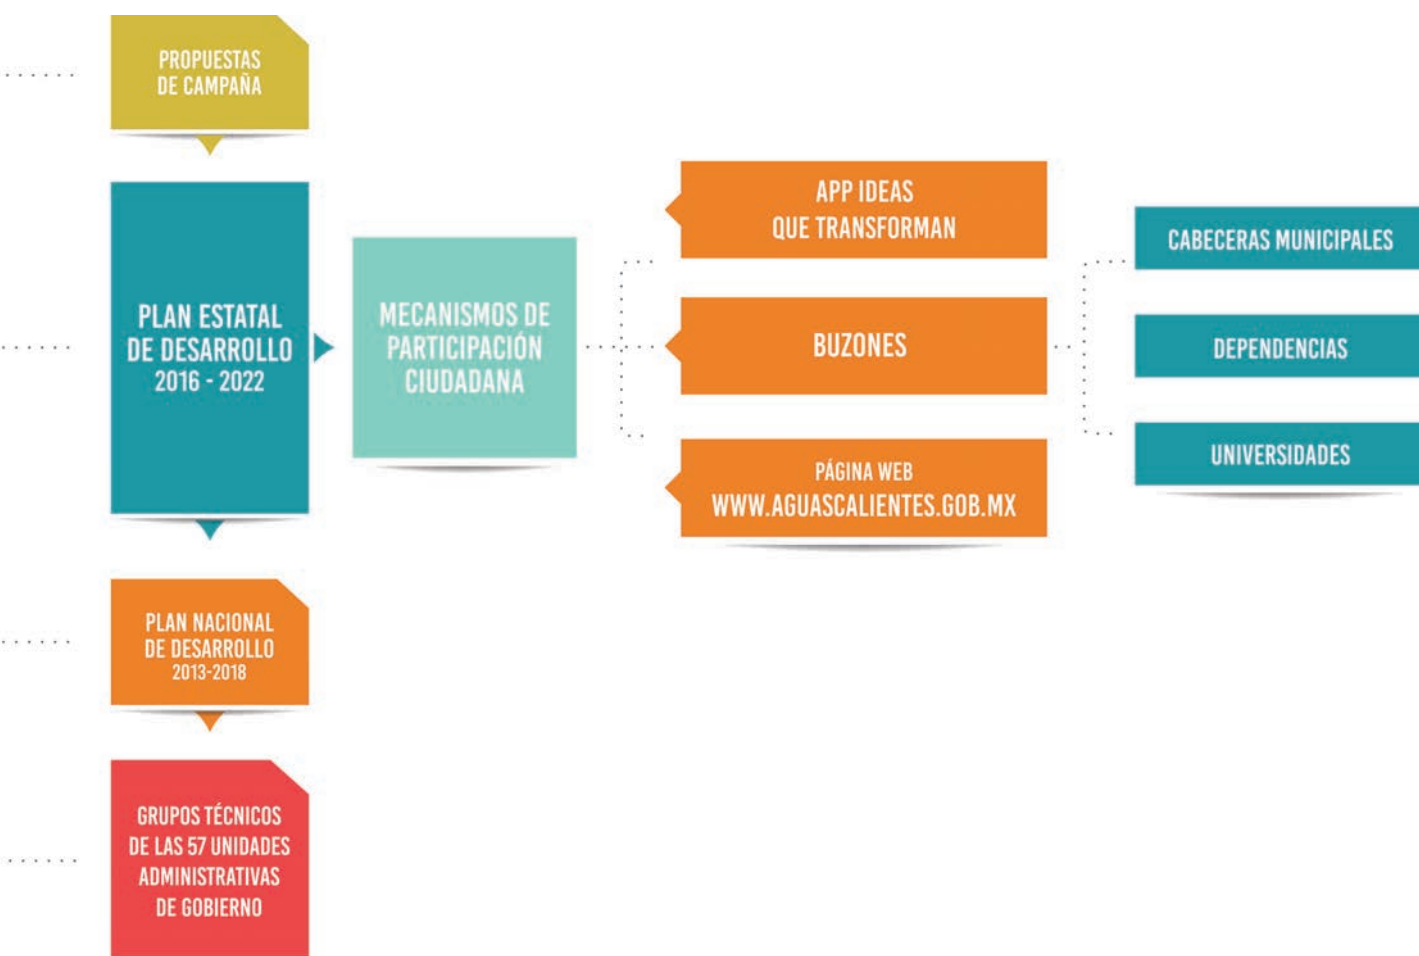 PROPUESTAS
DE CAMPAÑA
PLAN ESTATAL
DE DESARROLLO
2016 - 2022
MECANISMOS DE
PARTICIPACIÓN
CIUDADANA
APP IDEAS
QUE TRANSFORMAN
BUZONES
PÁGINA WEB
WWW.AGUASCALIENTES.GOB.MX
CABECERAS MUNICIPALES
DEPENDENCIAS
UNIVERSIDADES
PLAN NACIONAL
DE DESARROLLO
2013-2018
GRUPOS TÉCNICOS
DE LAS 57 UNIDADES
ADMINISTRATIVAS
DE GOBIERNO